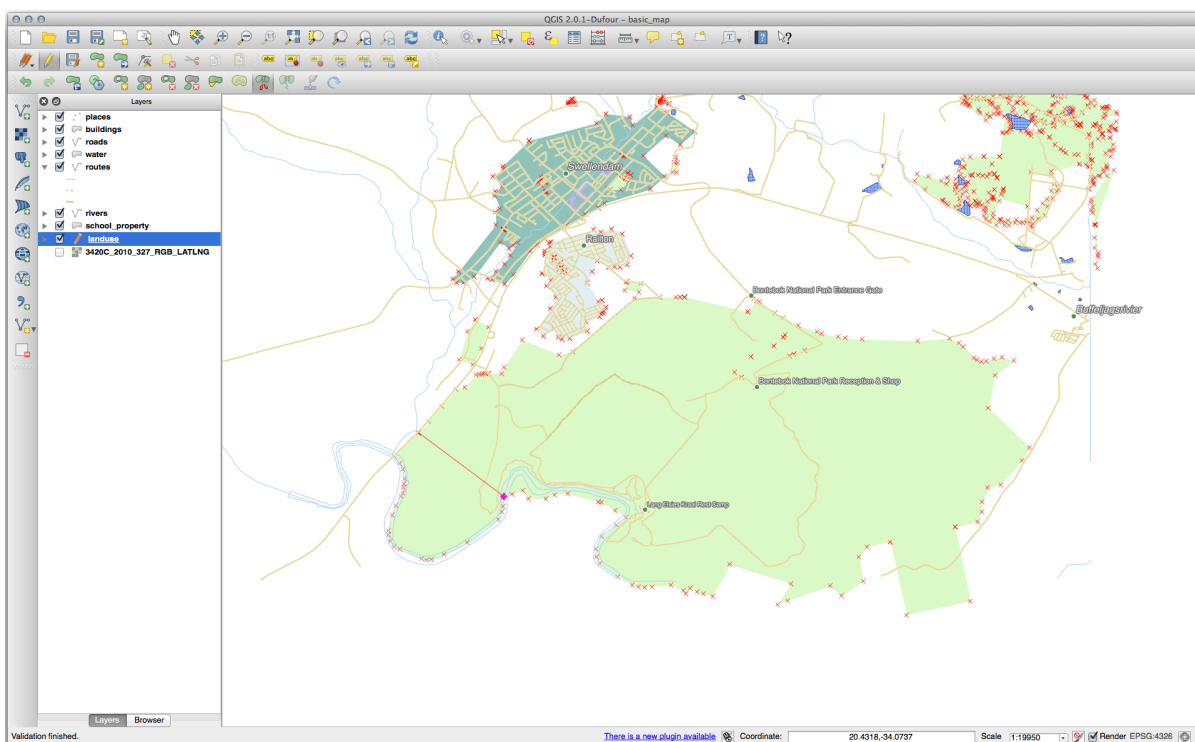 QGIS 2.0.1-Dufour - basic_map
Layers
places
buildings
roads
water
routes
rivers
school_property
landuse
3420C_2010_327_RGB_LATLNG
Swellendam
Railton
Bontebok National Park Entrance Gate
Buffeljagsrivier
Bontebok National Park Reception & Shop
Lang Elsies Kraal Rest Camp
Layers Browser
Validation finished. There is a new plugin available Coordinate: 20.4318,-34.0737 Scale 1:19950 Render EPSG:4326